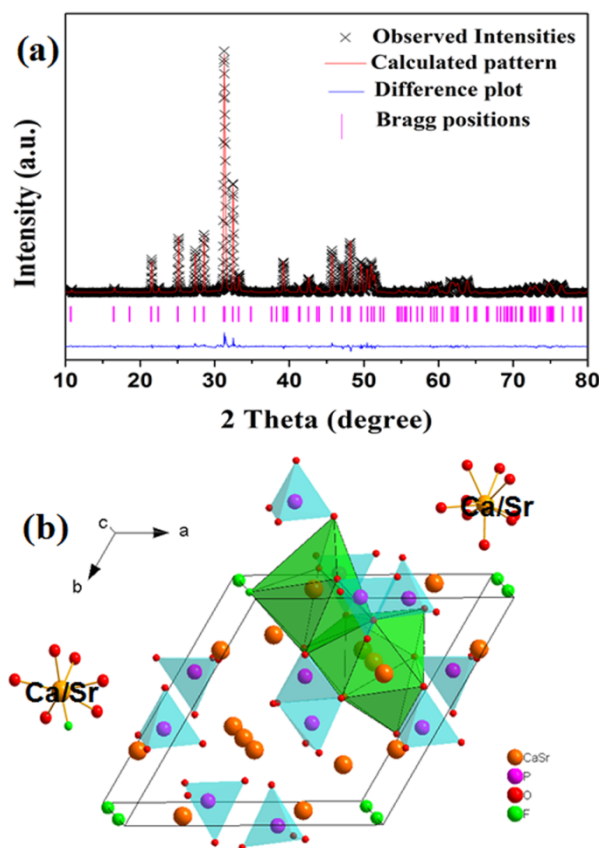 (a)
Observed Intensities
Calculated pattern
Difference plot
Bragg positions
Intensity (a.u.)
10 20 30 40 50 60 70 80
2 Theta (degree)
(b)
c
a
b
Ca/Sr
Ca/Sr
CaSr
P
O
F